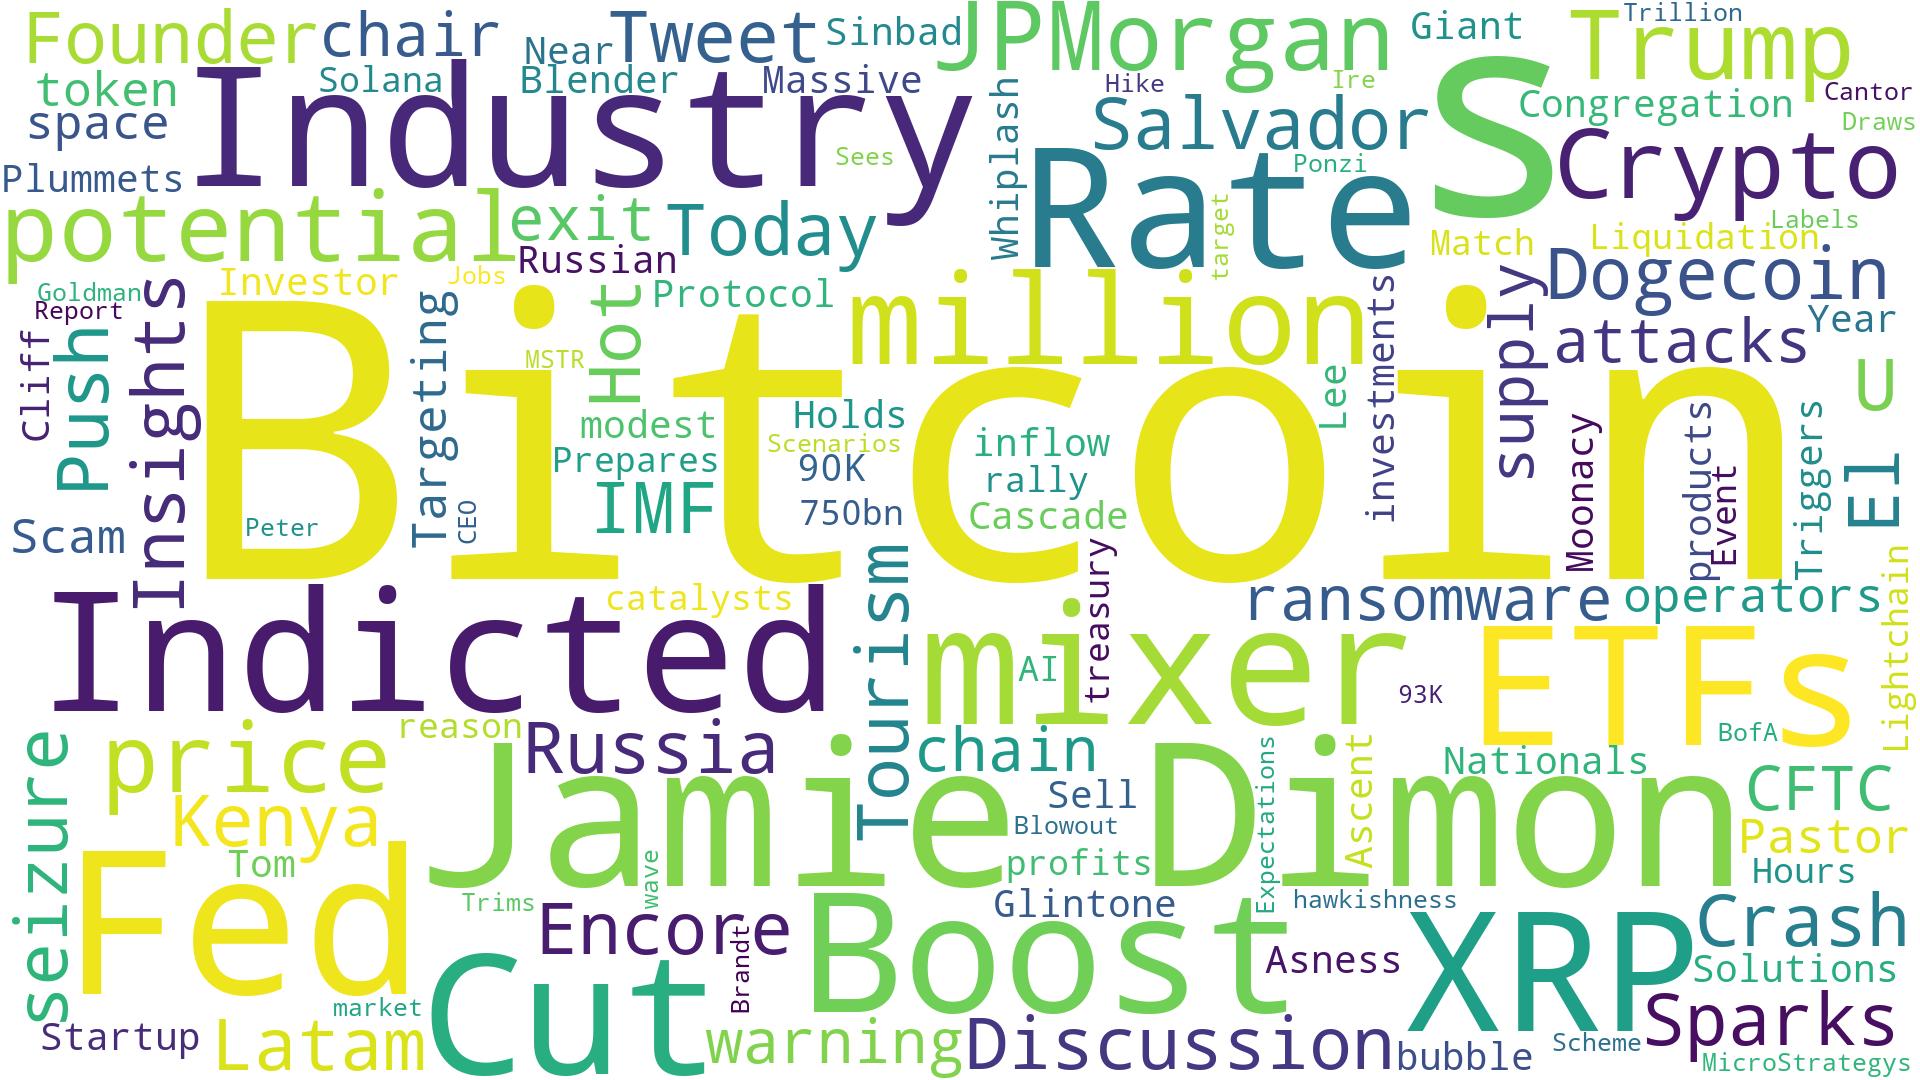 Founder
chair
Near
Tweet
Sinbad
JPMorgan
Giant
Trillion
Trump
token
Solana
Blender
Massive
Hike
Ire
Cantor
space
Industry
Whiplash
Salvador
S
Congregation
Draws
Plummets
Sees
Rate
Ponzi
Crypto
potential
exit
Today
target
Match
Liquidation
Labels
Russian
Goldman
Report
Investor
Jobs
Protocol
million
Dogecoin
Insights
Targeting
Hot
investments
supply
attacks
Year
Cliff
Push
MSTR
Lee
U
Bitcoin
modest
Holds
Scenarios
inflow
Prepares
90K
rally
Moonacy
products
Event
Triggers
El
Scam
Peter
CEO
IMF
750bn
Cascade
Indicted
catalysts
Tourism
treasury
ransomware
operators
Lightchain
mixer
AI
93K
ETFs
BofA
seizure
price
reason
Russia
chain
Expectations
Ascent
Nationals
CFTC
Kenya
Jamie Dimon
Sell
Blowout
Pastor
Fed
Tom
wave
profits
Hours
Trims
Encore
Brandt
Boost
Glintone
hawkishness
XRP
Crash
Asness
Solutions
Startup
market
Latam
Cut
warning
Discussion
bubble
Scheme
Sparks
MicroStrategys